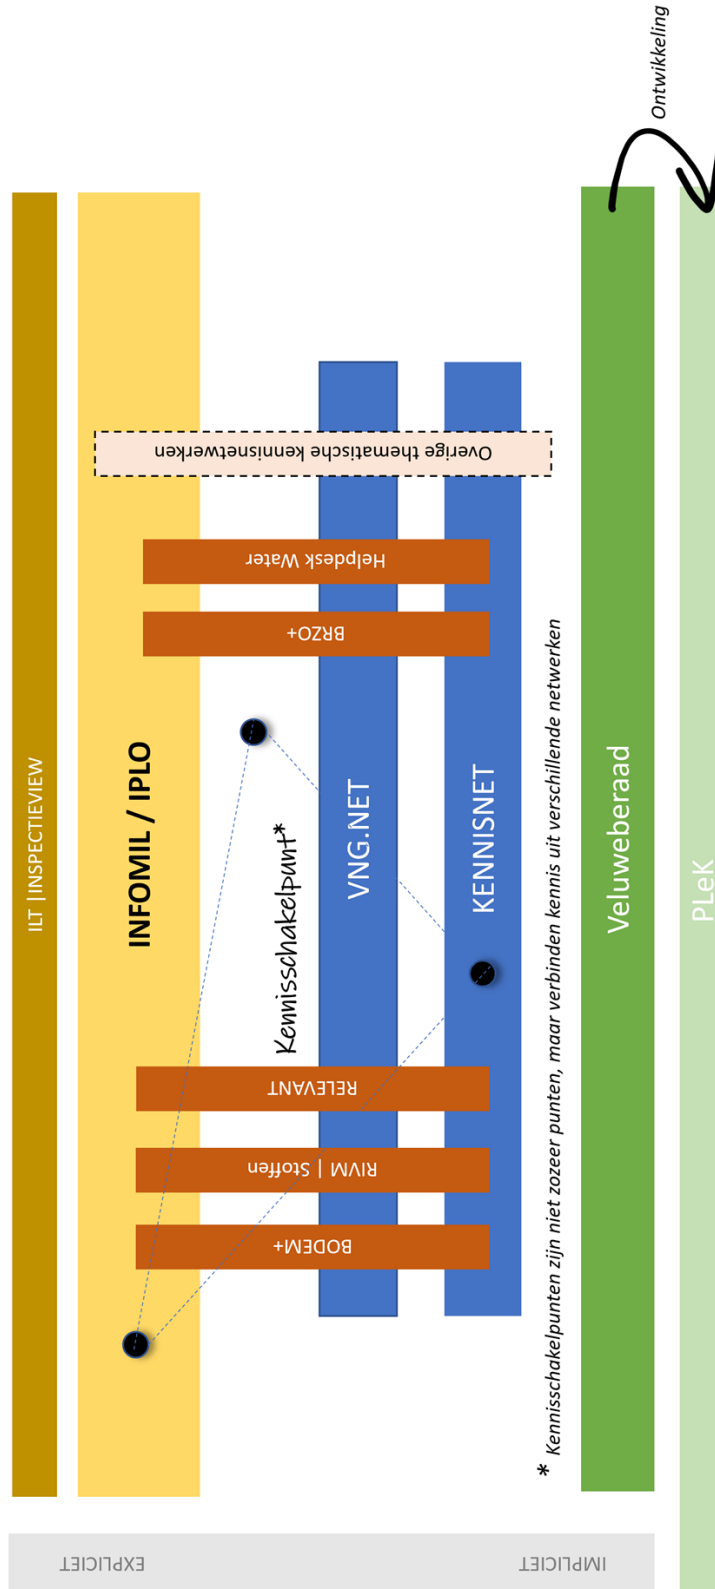 ILT | INSPECTIEVIEW
INFOMIL / IPLO
Kennisschakelpunt*
VNG.NET
KENNISNET
BODEM+
RIVM | Stoffen
RELEVANT
BRZO+
Helpdesk Water
Overige thematische kennisnetwerken
* Kennisschakelpunten zijn niet zozeer punten, maar verbinden kennis uit verschillende netwerken
Veluweberaad
PLeK
Ontwikkeling
EXPLICIET
IMPLICIET